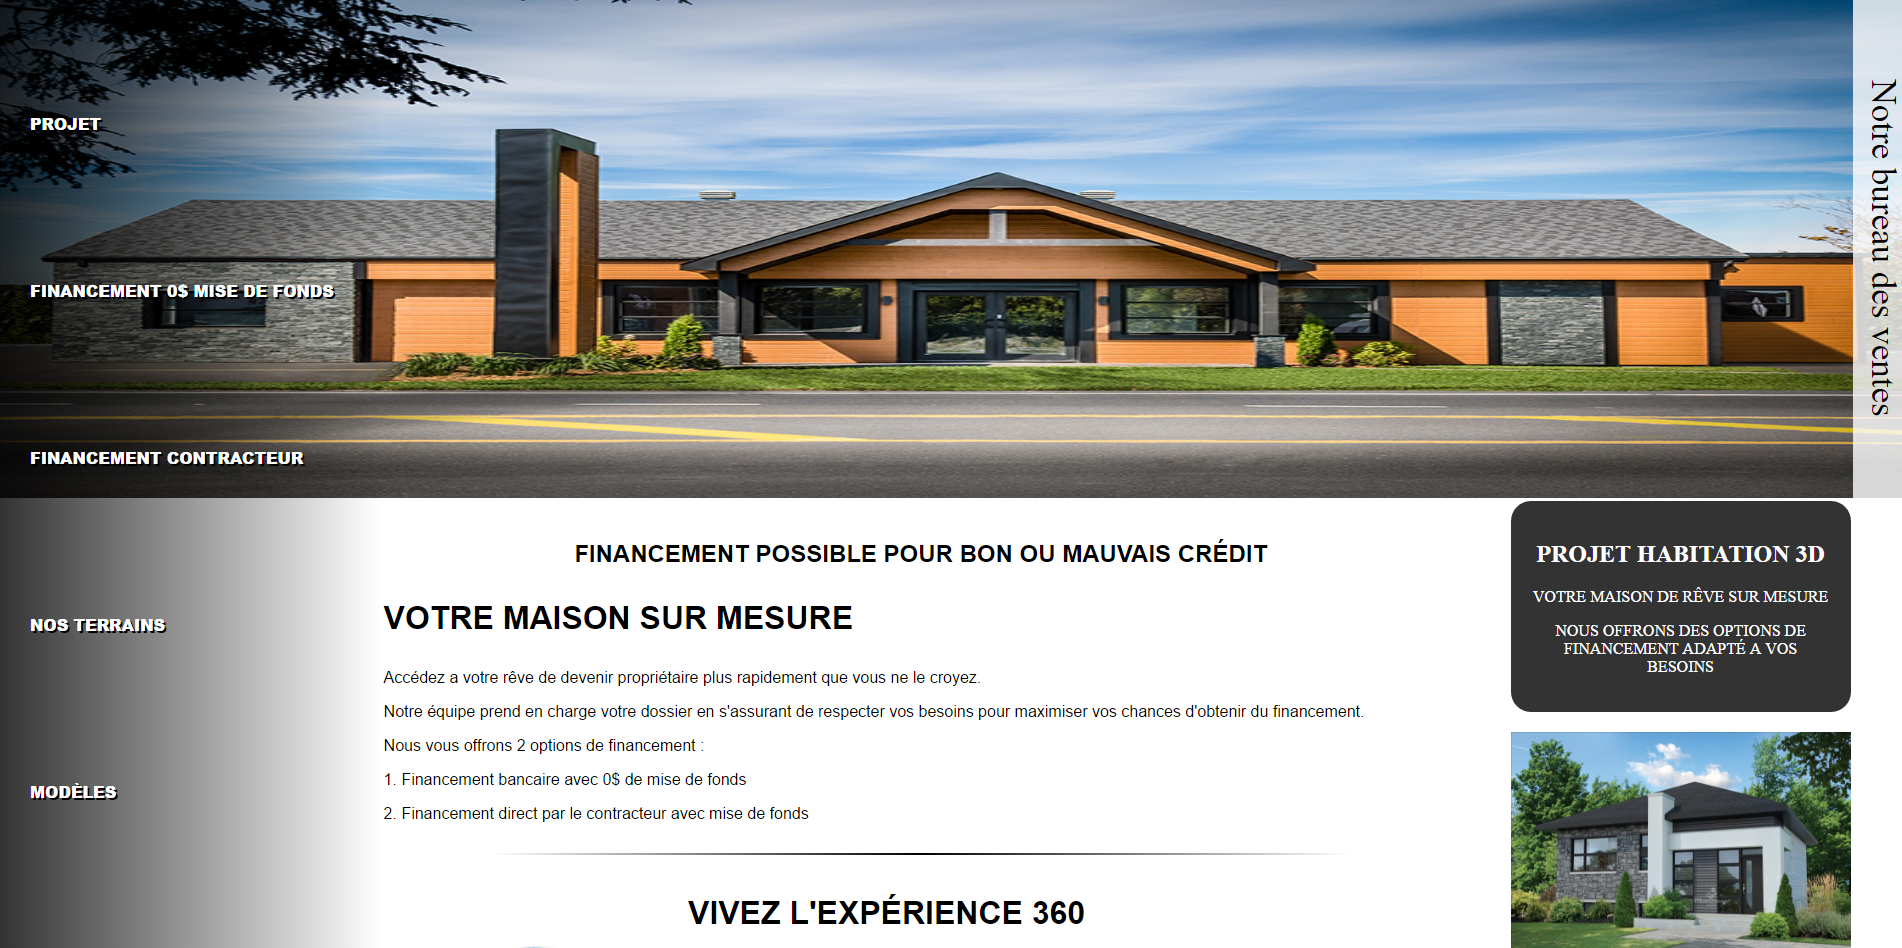 PROJET
FINANCEMENT 0$ MISE DE FONDS
FINANCEMENT CONTRACTEUR
NOS TERRAINS
MODÈLES
Notre bureau des ventes
FINANCEMENT POSSIBLE POUR BON OU MAUVAIS CRÉDIT
VOTRE MAISON SUR MESURE
Accédez a votre rêve de devenir propriétaire plus rapidement que vous ne le croyez.
Notre équipe prend en charge votre dossier en s'assurant de respecter vos besoins pour maximiser vos chances d'obtenir du financement.
Nous vous offrons 2 options de financement :
1. Financement bancaire avec 0$ de mise de fonds
2. Financement direct par le contracteur avec mise de fonds
VIVEZ L'EXPÉRIENCE 360
PROJET HABITATION 3D
VOTRE MAISON DE RÊVE SUR MESURE
NOUS OFFRONS DES OPTIONS DE
FINANCEMENT ADAPTÉ A VOS
BESOINS